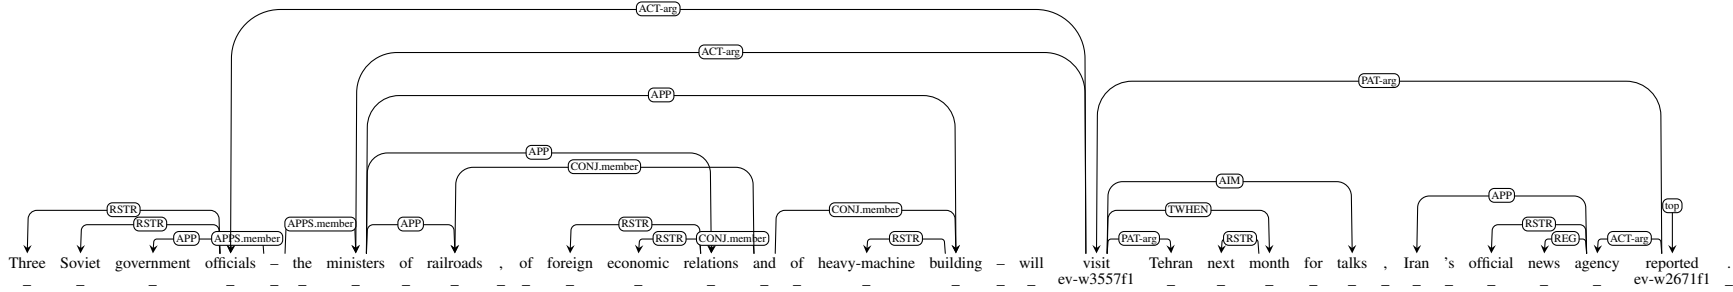 ACT-arg
ACT-arg
PAT-arg
APP
APP
CONJ.member
AIM
APP
RSTR RSTR APPS.member APP RSTR CONJ.member TWHEN RSTR top
APP APPS.member RSTR CONJ.member RSTR PAT-arg RSTR REG ACT-arg
Three Soviet government officials – the ministers of railroads , of foreign economic relations and of heavy-machine building – will visit Tehran next month for talks , Iran 's official news agency reported .
_ _ _ _ _ _ _ _ _ _ _ _ _ _ _ _ _ _ _ _ ev-w3557f1 _ _ _ _ _ _ _ _ _ _ _ ev-w2671f1 _